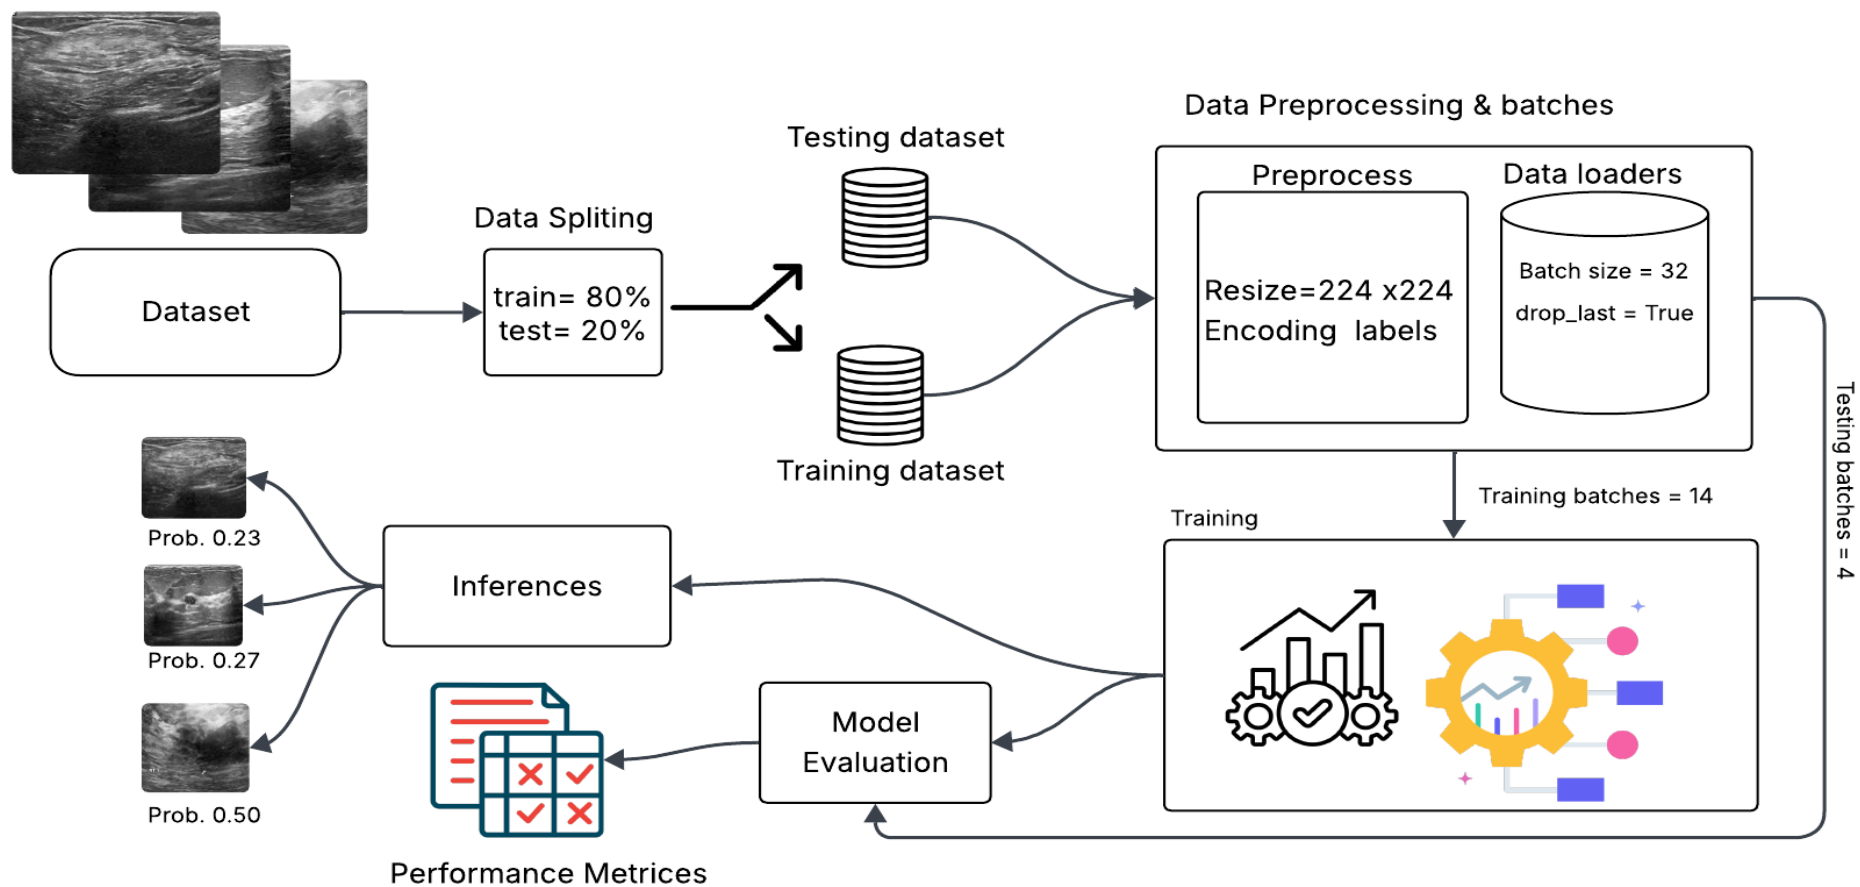 Dataset
Data Spliting
train= 80%
test= 20%
Testing dataset
Training dataset
Data Preprocessing & batches
Preprocess
Resize=224 x224
Encoding labels
Data loaders
Batch size = 32
drop_last = True
Testing batches = 4
Training batches = 14
Training
Inferences
Prob. 0.23
Prob. 0.27
Prob. 0.50
Model
Evaluation
Performance Metrices